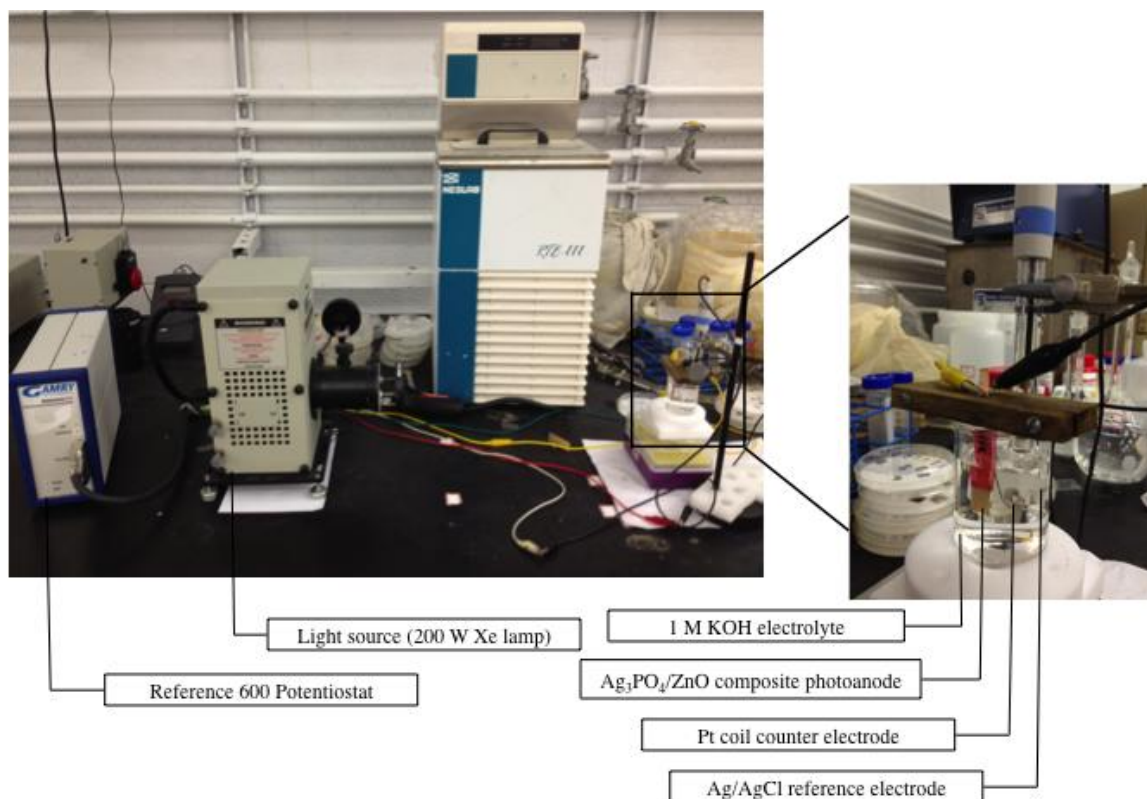 GAMRY
WARNING
NESLAB
RTE-111
Light source (200 W Xe lamp)
Reference 600 Potentiostat
1 M KOH electrolyte
Ag₃PO₄/ZnO composite photoanode
Pt coil counter electrode
Ag/AgCl reference electrode